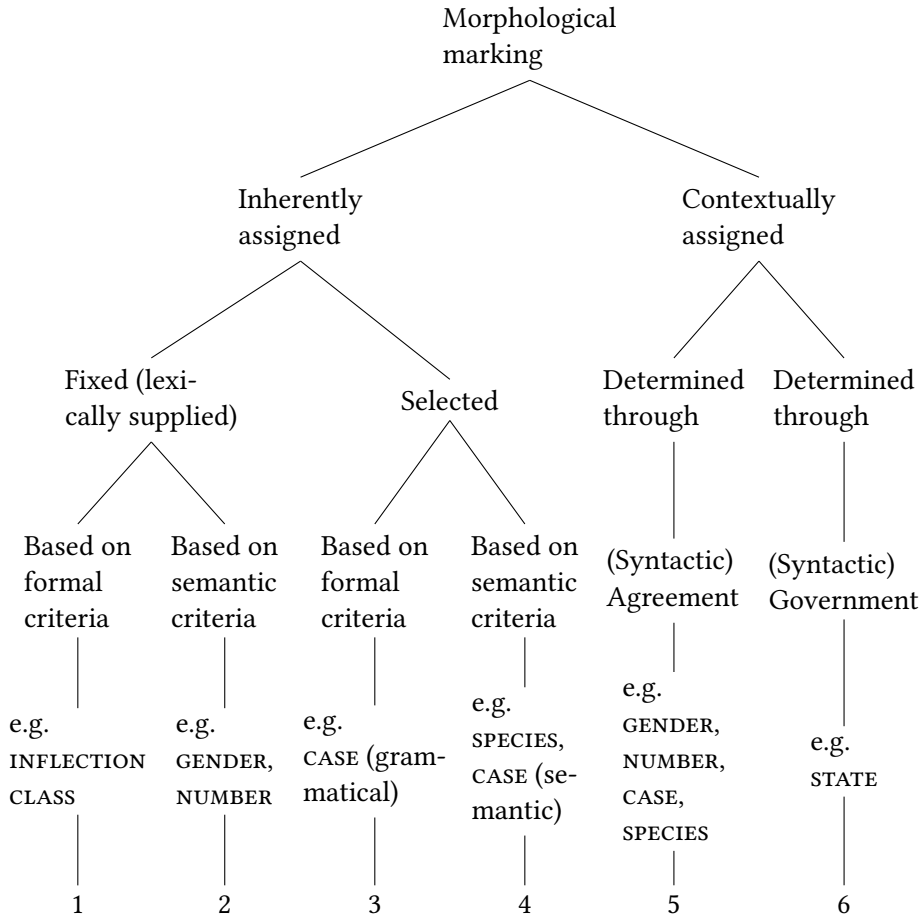 Morphological
marking
Inherently
assigned
Contextually
assigned
Fixed (lexi-
cally supplied)
Selected
Determined
through
Determined
through
Based on
formal
criteria
Based on
semantic
criteria
Based on
formal
criteria
Based on
semantic
criteria
(Syntactic)
Agreement
(Syntactic)
Government
e.g.
INFLECTION
CLASS
e.g.
GENDER,
NUMBER
e.g.
CASE (gram-
matical)
e.g.
SPECIES,
CASE (se-
mantic)
e.g.
GENDER,
NUMBER,
CASE,
SPECIES
e.g.
STATE
1
2
3
4
5
6